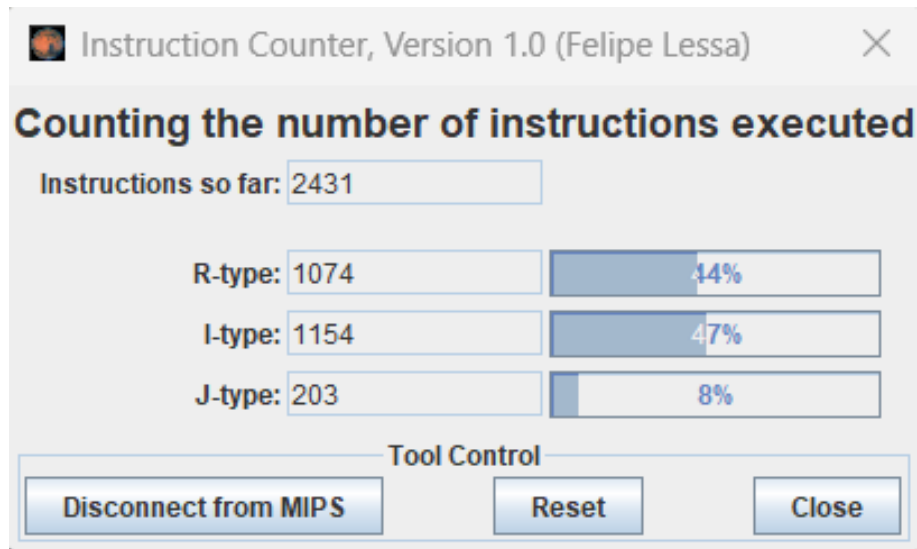 Instruction Counter, Version 1.0 (Felipe Lessa)
Counting the number of instructions executed
Instructions so far: 2431
R-type: 1074 44%
I-type: 1154 47%
J-type: 203 8%
Tool Control
Disconnect from MIPS Reset Close